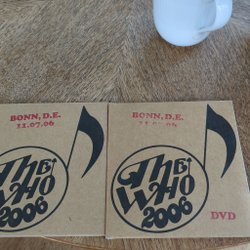 BONN, D.E.
11.07.06
THE
WHO
2006
BONN, D.E.
11.07.06
THE
WHO
2006
DVD